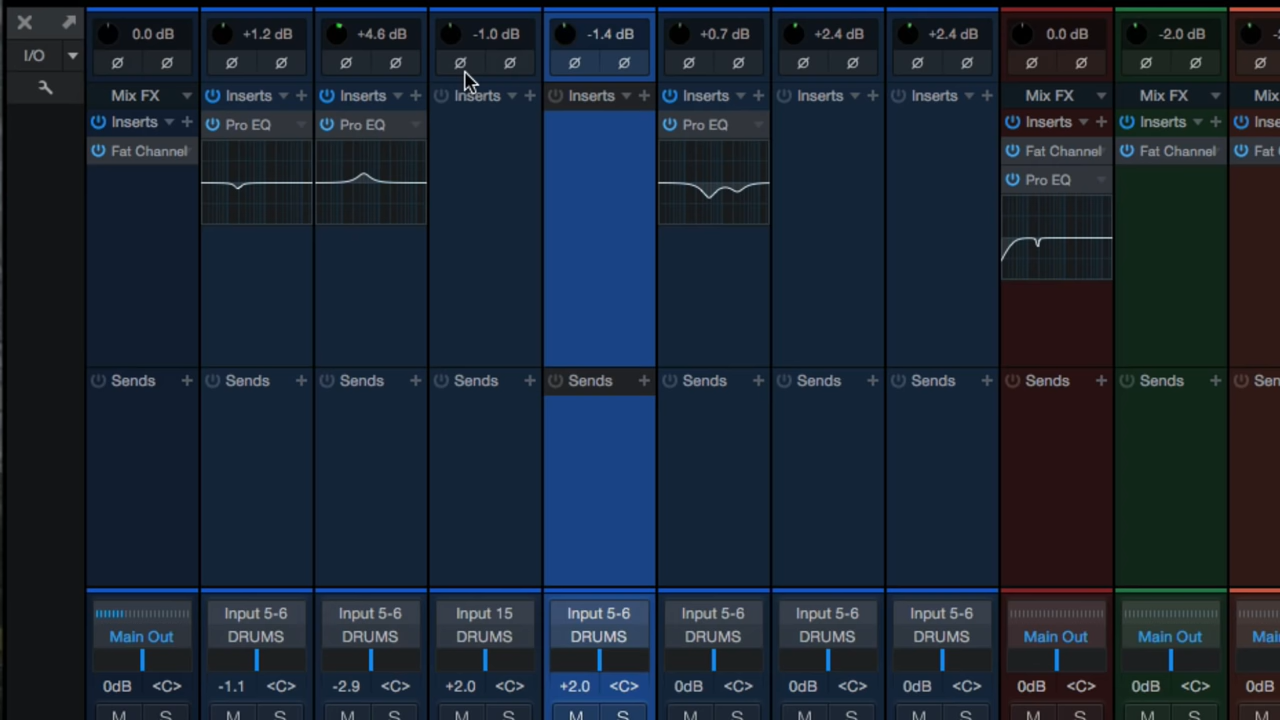 0.0 dB +1.2 dB +4.6 dB -1.0 dB -1.4 dB +0.7 dB +2.4 dB +2.4 dB 0.0 dB -2.0 dB
I/O Ø Ø Ø Ø Ø Ø Ø Ø Ø Ø Ø Ø Ø Ø Ø Ø Ø Ø Ø Ø Ø
Mix FX Inserts + Inserts + Inserts + Inserts + Inserts + Inserts + Inserts + Mix FX Mix FX Mix
Inserts + Pro EQ Pro EQ Pro EQ Inserts + Inserts + Inse
Fat Channel Fat Channel Fat Channel Fat
Pro EQ
Sends + Sends + Sends + Sends + Sends + Sends + Sends + Sends + Sends + Sends + Sen
Input 5-6 Input 5-6 Input 15 Input 5-6 Input 5-6 Input 5-6 Input 5-6
Main Out DRUMS DRUMS DRUMS DRUMS DRUMS DRUMS DRUMS Main Out Main Out Mai
0dB <C> -1.1 <C> -2.9 <C> +2.0 <C> +2.0 <C> 0dB <C> 0dB <C> 0dB <C> 0dB <C> 0dB <C> 0dB
M S M S M S M S M S M S M S M S M S M S